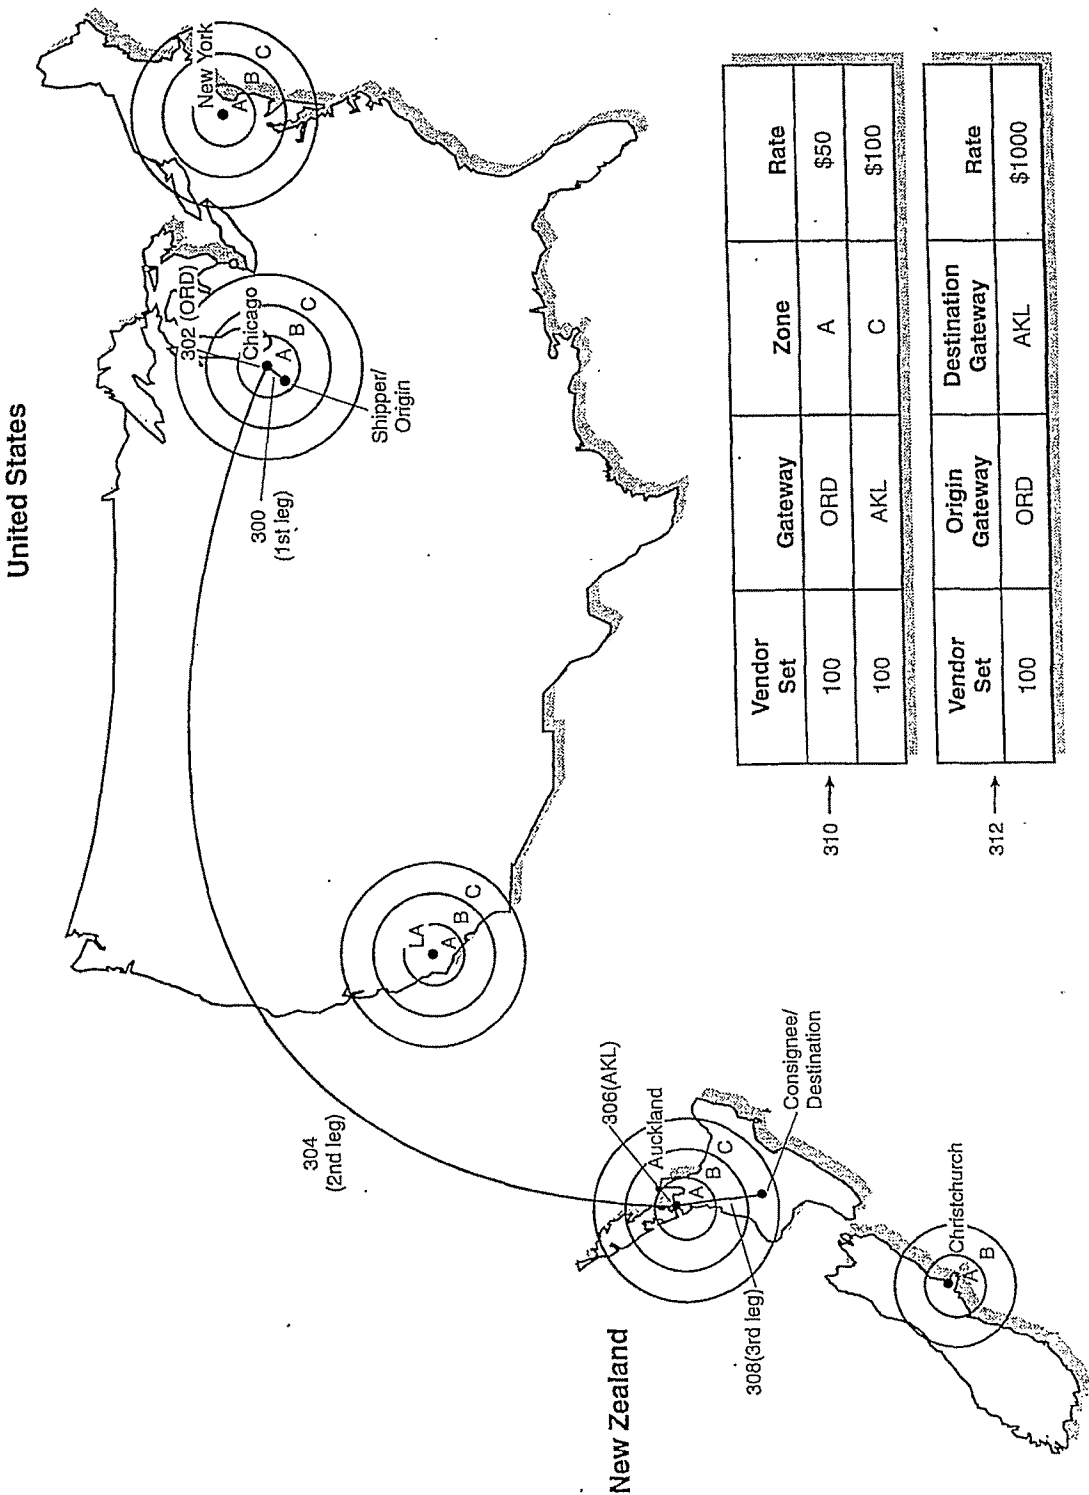 United States
New York
A
B
C
302 (ORD)
Chicago
A
B
C
Shipper/
Origin
300
(1st leg)
LA
A
B
C
304
(2nd leg)
306(AKL)
Auckland
A
B
C
Consignee/
Destination
308(3rd leg)
New Zealand
Christchurch
A
B
310
Vendor Set Gateway Zone Rate
100 ORD A $50
100 AKL C $100
312
Vendor Set Origin Gateway Destination Gateway Rate
100 ORD AKL $1000